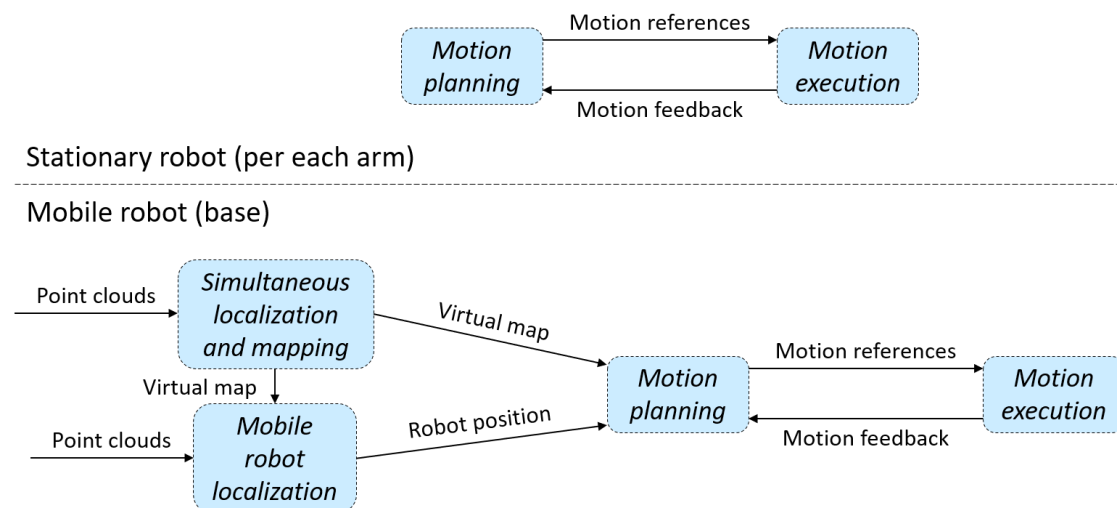 Motion references
Motion
planning
Motion
execution
Motion feedback
Stationary robot (per each arm)
Mobile robot (base)
Point clouds
Simultaneous
localization
and mapping
Virtual map
Virtual map
Point clouds
Mobile
robot
localization
Robot position
Motion
planning
Motion references
Motion feedback
Motion
execution